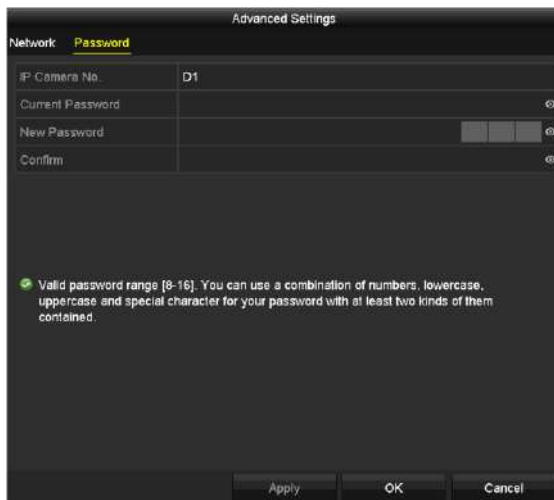 Advanced Settings
Network Password
IP Camera No. D1
Current Password
New Password
Confirm
Valid password range [8-16]. You can use a combination of numbers, lowercase,
uppercase and special character for your password with at least two kinds of them
contained.
Apply OK Cancel